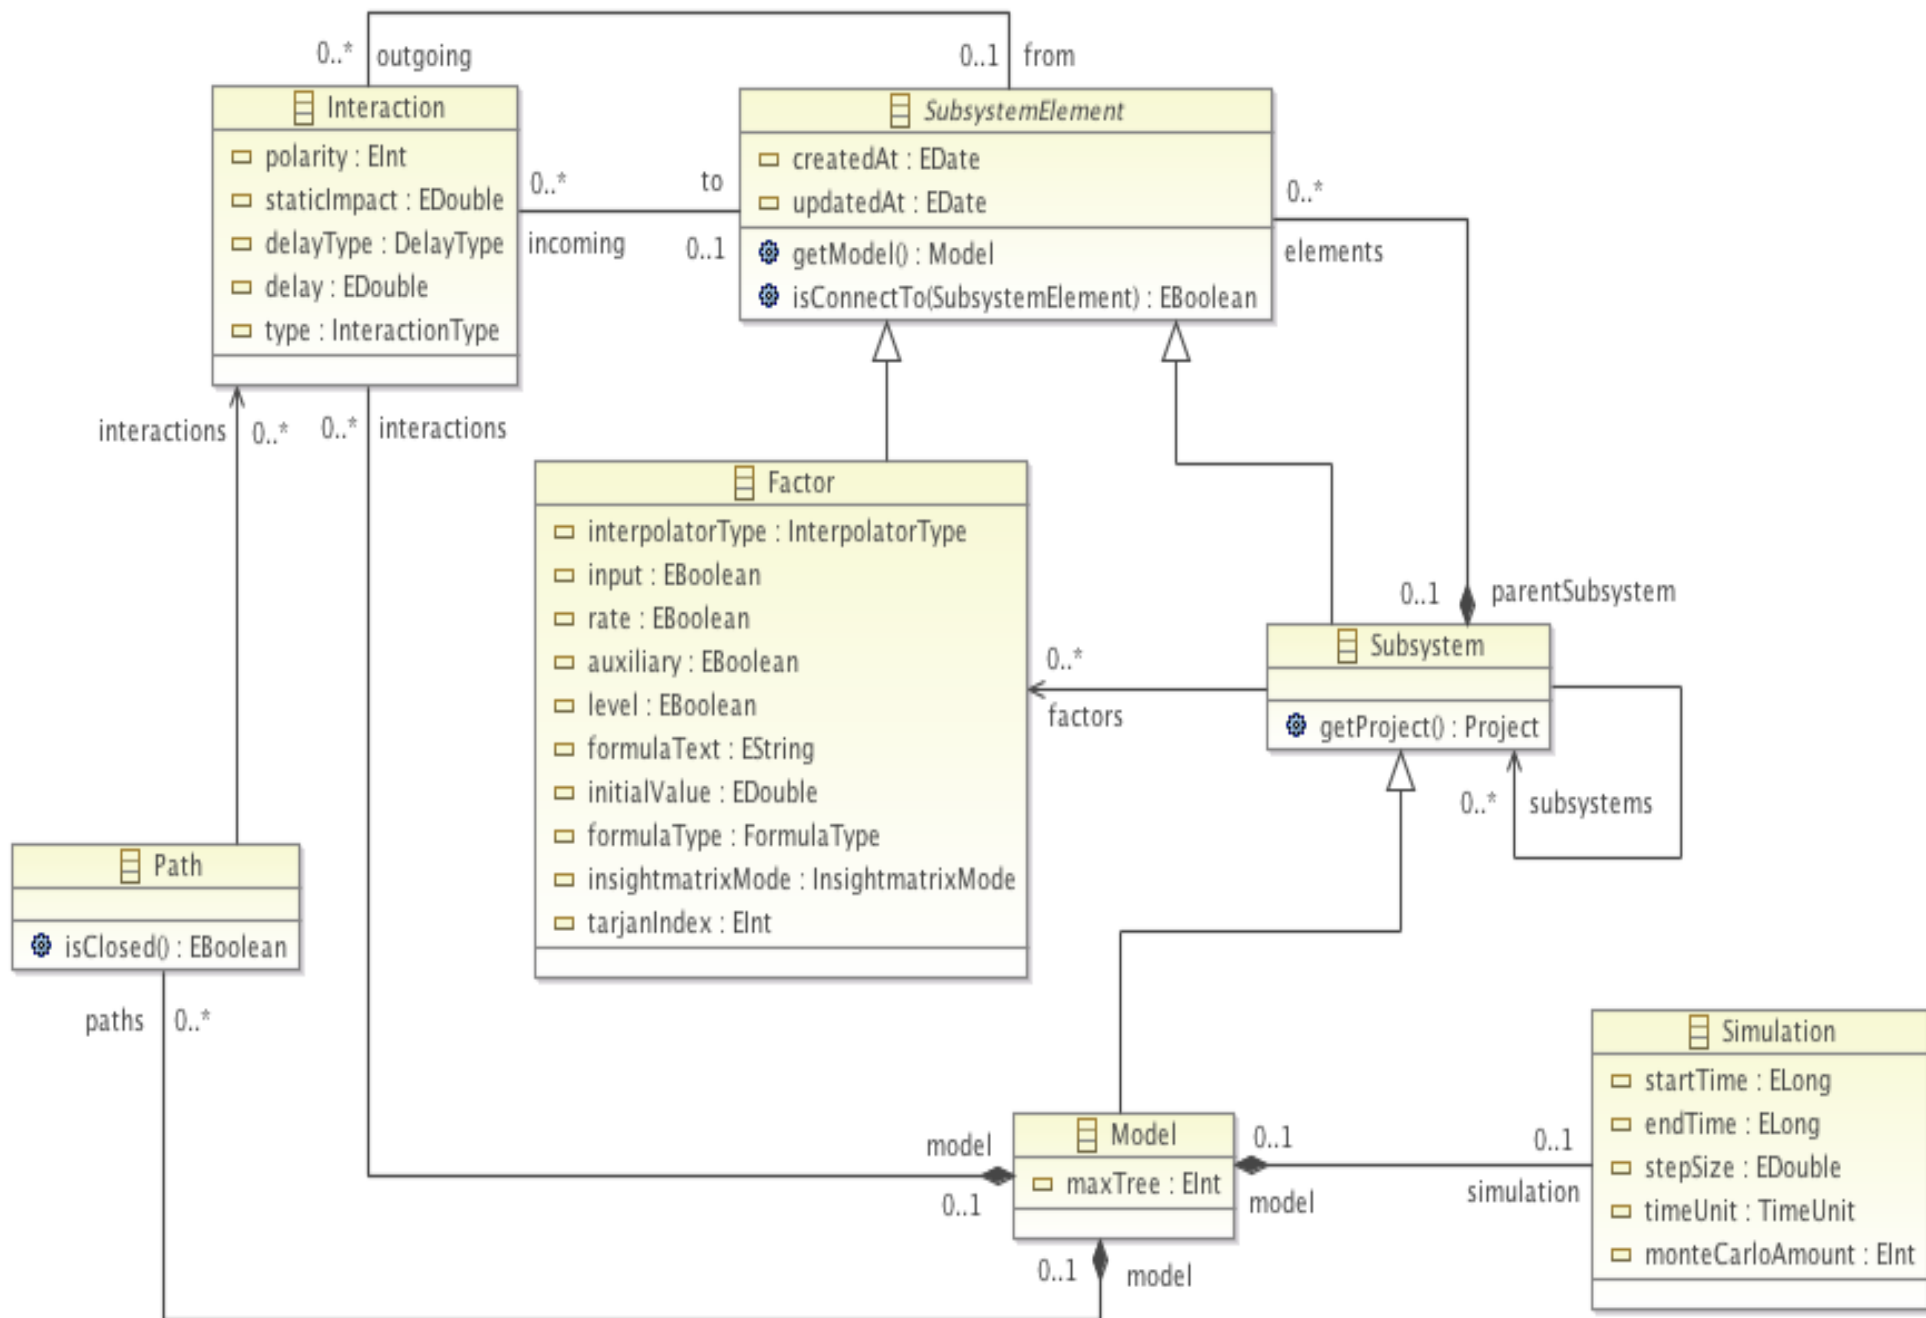 0..*
outgoing
0..1
from
Interaction
polarity : EInt
staticImpact : EDouble
delayType : DelayType
delay : EDouble
type : InteractionType
0..*
incoming
to
0..1
SubsystemElement
createdAt : EDate
updatedAt : EDate
getModel() : Model
isConnectTo(SubsystemElement) : EBoolean
0..*
elements
interactions
0..*
0..*
interactions
Factor
interpolatorType : InterpolatorType
input : EBoolean
rate : EBoolean
auxiliary : EBoolean
level : EBoolean
formulaText : EString
initialValue : EDouble
formulaType : FormulaType
insightmatrixMode : InsightmatrixMode
tarjanIndex : EInt
0..1
parentSubsystem
Subsystem
getProject() : Project
0..*
factors
0..*
subsystems
Path
isClosed() : EBoolean
paths
0..*
model
0..1
Model
maxTree : EInt
0..1
model
0..1
simulation
0..1
model
Simulation
startTime : ELong
endTime : ELong
stepSize : EDouble
timeUnit : TimeUnit
monteCarloAmount : EInt